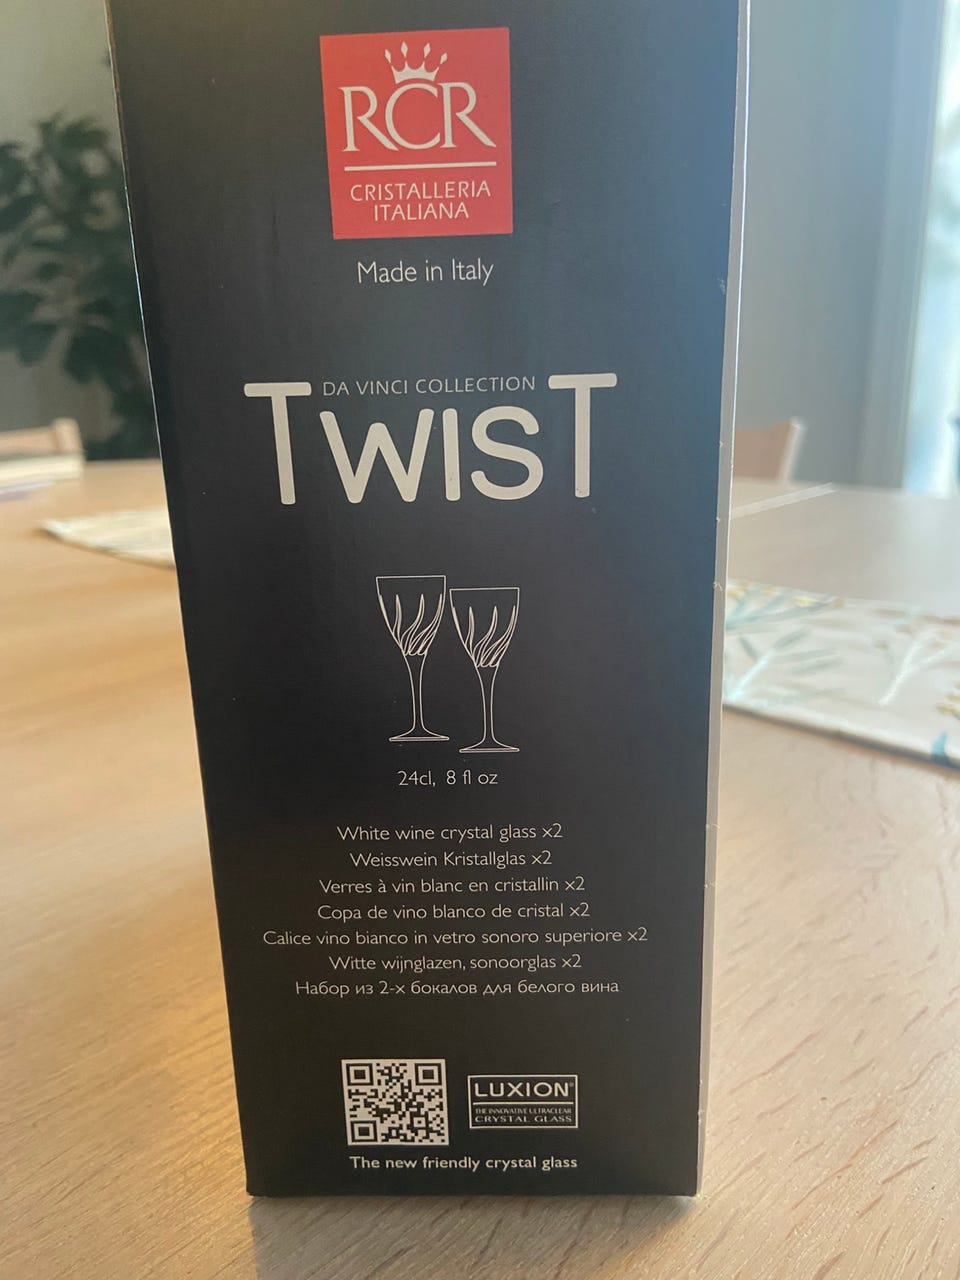 RCR
CRISTALLERIA
ITALIANA
Made in Italy
DA VINCI COLLECTION
TWIST
24cl, 8 fl oz
White wine crystal glass x2
Weisswein Kristallglas x2
Verres à vin blanc en cristallin x2
Copa de vino blanco de cristal x2
Calice vino bianco in vetro sonoro superiore x2
Witte wijnglazen, sonoorglas x2
Набор из 2-х бокалов для белого вина
LUXION®
THE INNOVATIVE ULTRACLEAR
CRYSTAL GLASS
The new friendly crystal glass